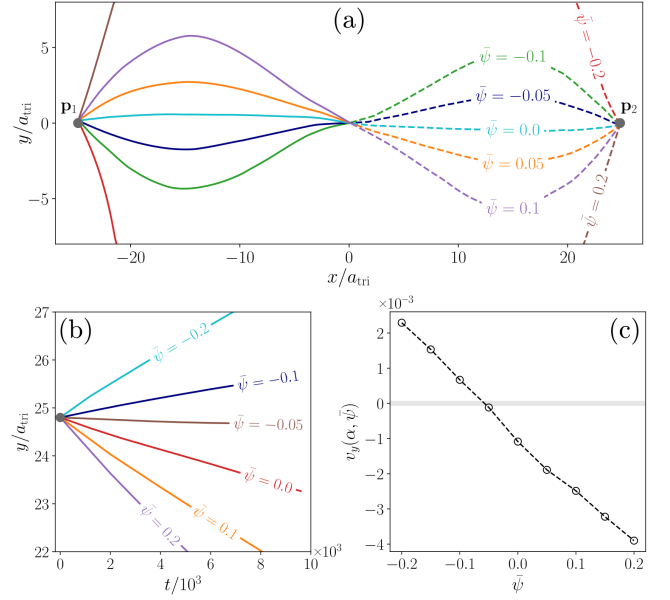 (a)
y/a_tri
5
0
−5
p₁
p₂
ψ̄ = −0.2
ψ̄ = −0.1
ψ̄ = −0.05
ψ̄ = 0.0
ψ̄ = 0.05
ψ̄ = 0.1
ψ̄ = 0.2
−20 −10 0 10 20
x/a_tri
(b)
y/a_tri
27
26
25
24
23
22
ψ̄ = −0.2
ψ̄ = −0.1
ψ̄ = −0.05
ψ̄ = 0.0
ψ̄ = 0.1
ψ̄ = 0.2
0 2 4 6 8 10
×10³
t/10³
×10⁻³
(c)
v_y(α, ψ̄)
2
1
0
−1
−2
−3
−4
−0.2 −0.1 0.0 0.1 0.2
ψ̄